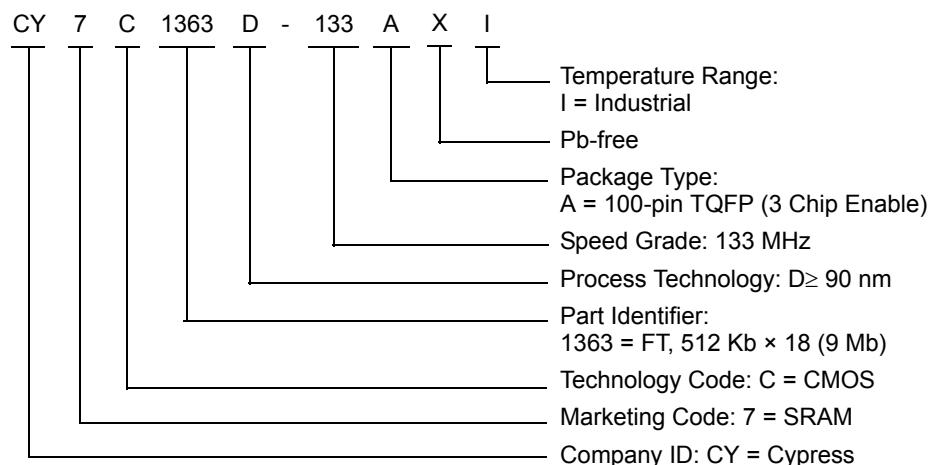 CY 7 C 1363 D - 133 A X I
Temperature Range:
I = Industrial
Pb-free
Package Type:
A = 100-pin TQFP (3 Chip Enable)
Speed Grade: 133 MHz
Process Technology: D≥ 90 nm
Part Identifier:
1363 = FT, 512 Kb × 18 (9 Mb)
Technology Code: C = CMOS
Marketing Code: 7 = SRAM
Company ID: CY = Cypress